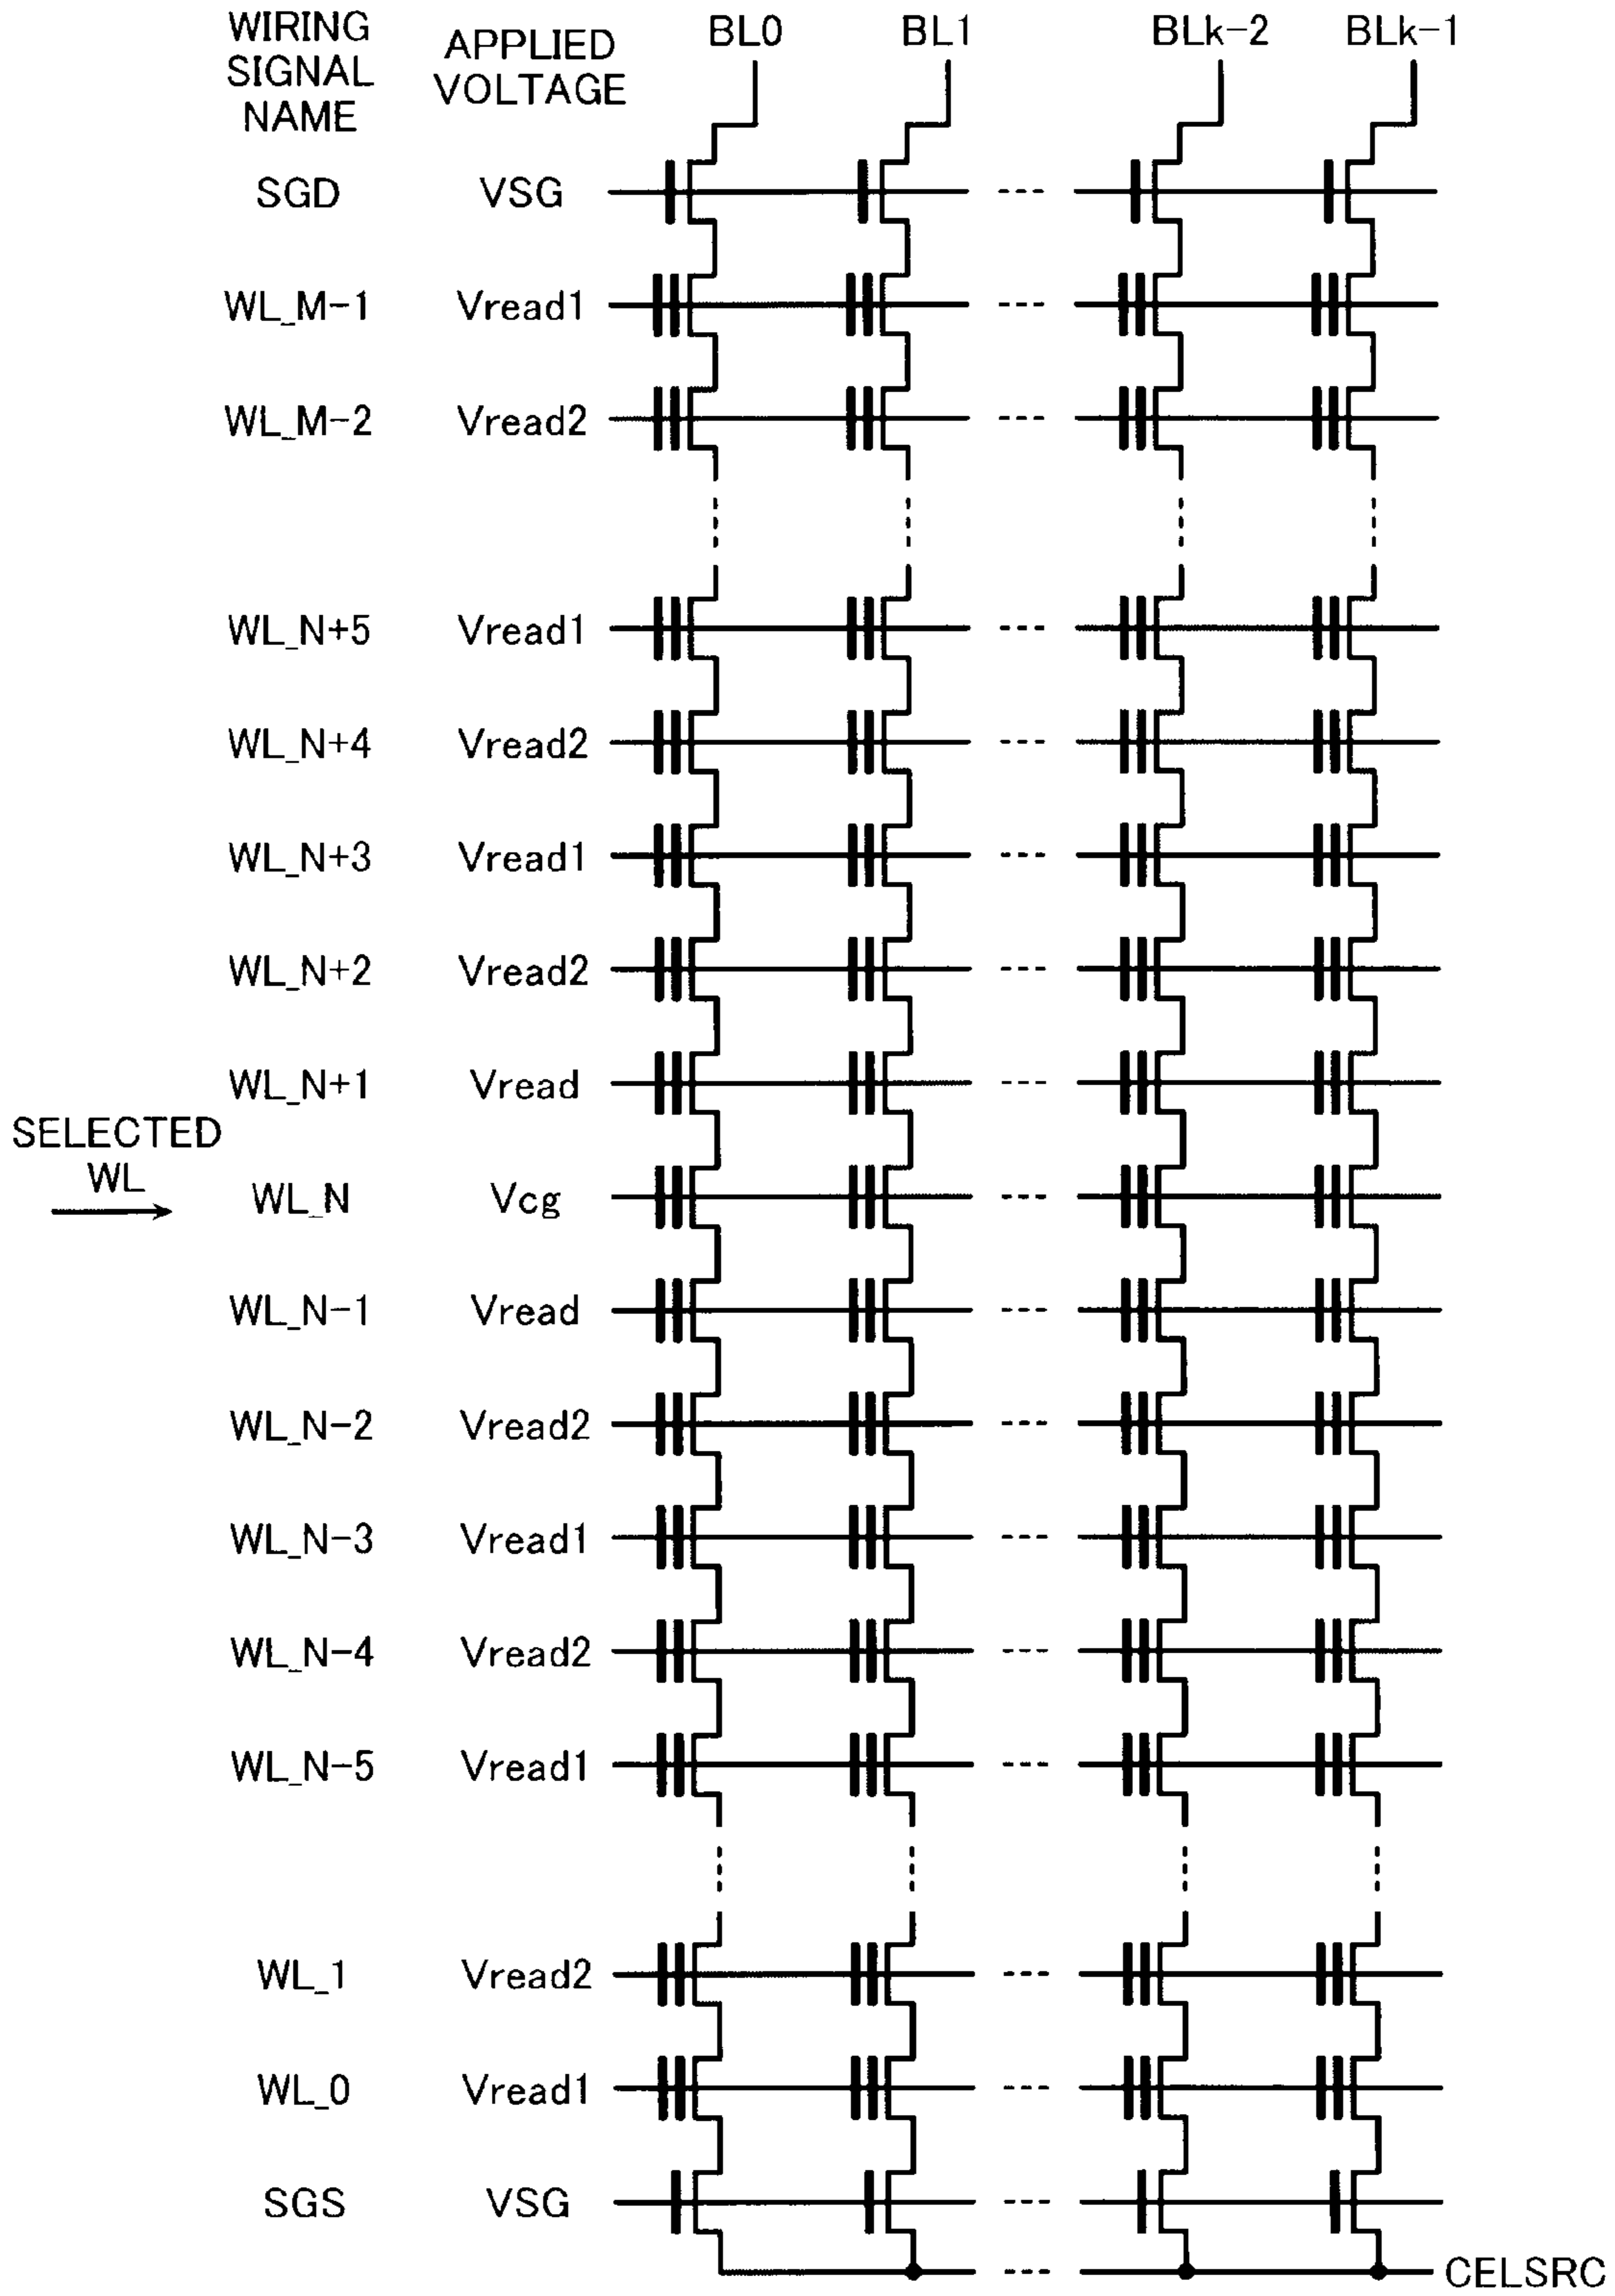 WIRING
SIGNAL
NAME
APPLIED
VOLTAGE
BL0 BL1 BLk-2 BLk-1
SGD VSG
WL_M-1 Vread1
WL_M-2 Vread2
WL_N+5 Vread1
WL_N+4 Vread2
WL_N+3 Vread1
WL_N+2 Vread2
WL_N+1 Vread
SELECTED
WL
WL_N Vcg
WL_N-1 Vread
WL_N-2 Vread2
WL_N-3 Vread1
WL_N-4 Vread2
WL_N-5 Vread1
WL_1 Vread2
WL_0 Vread1
SGS VSG
CELSRC